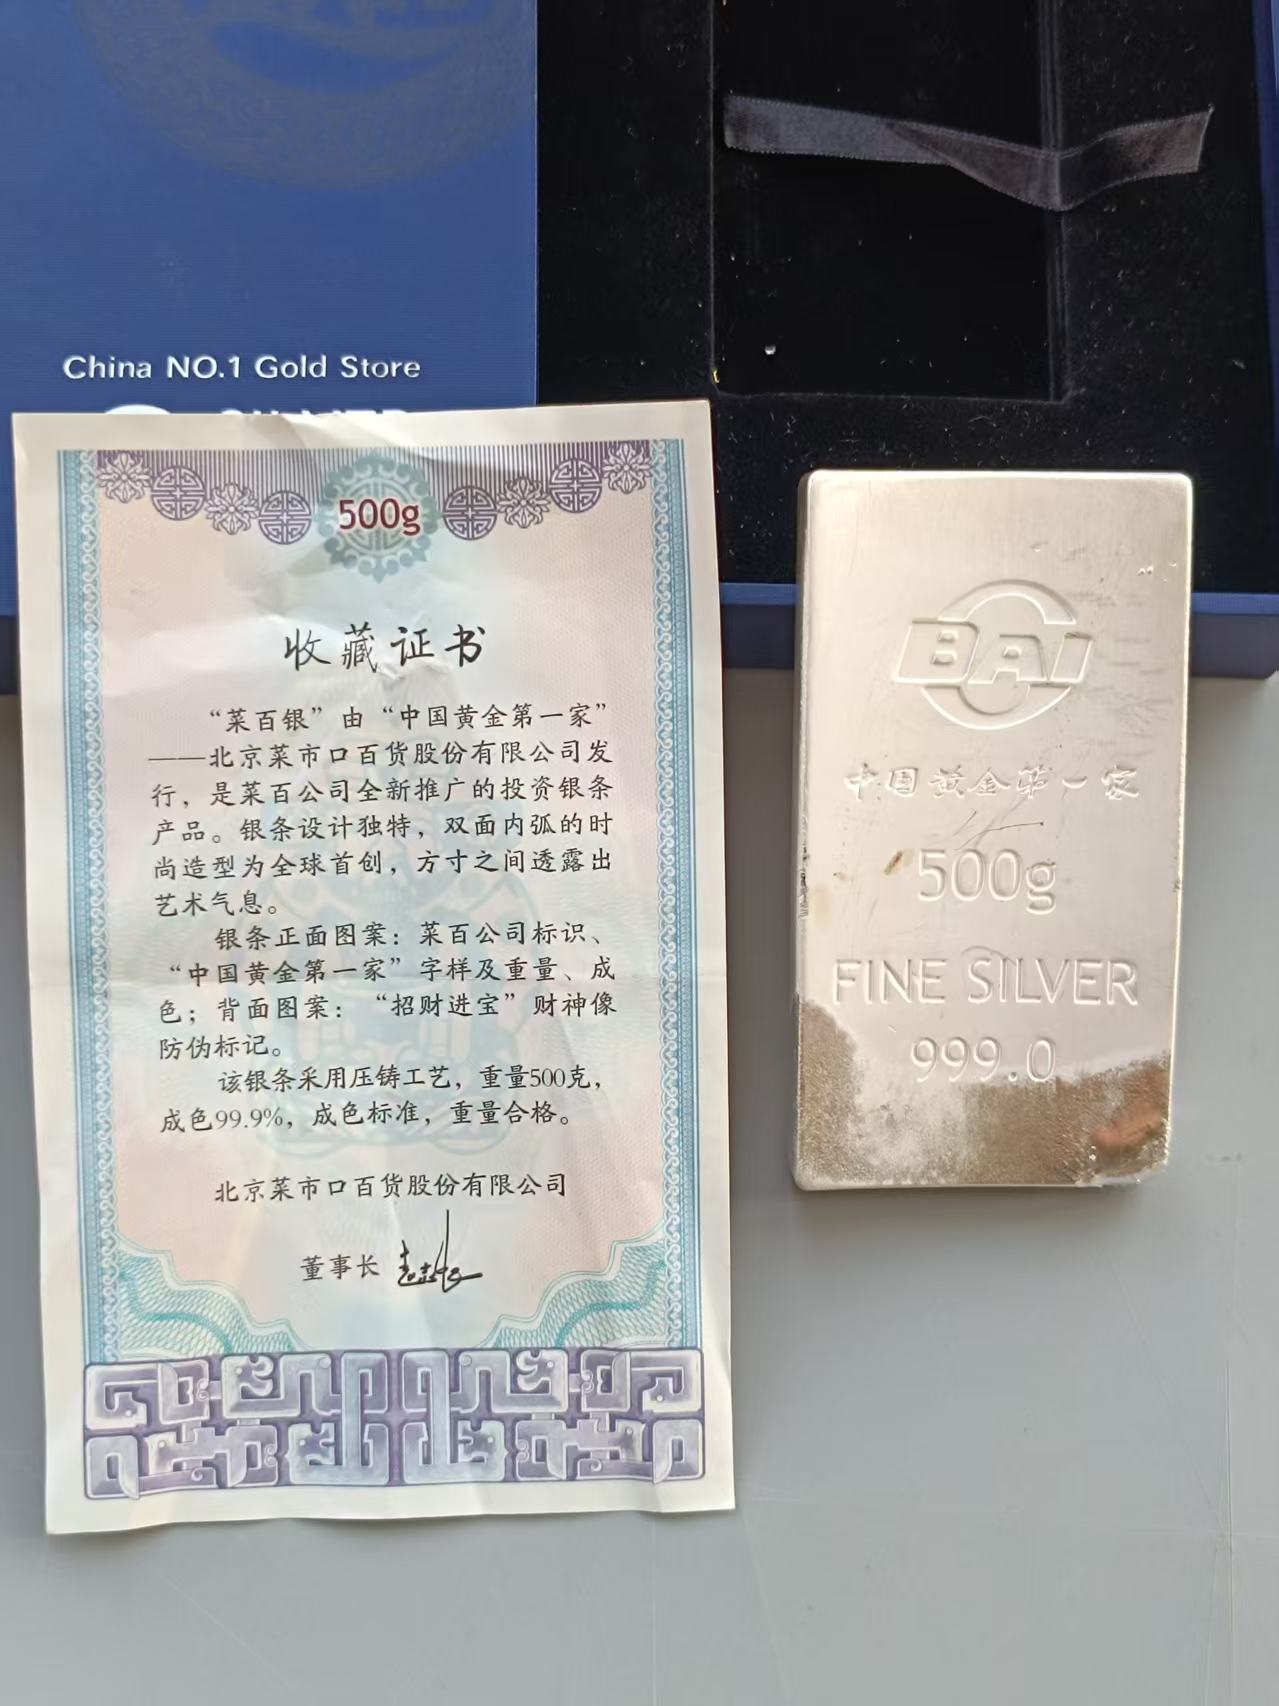 China NO.1 Gold Store
500g
收藏证书
“菜百银”由“中国黄金第一家”
——北京菜市口百货股份有限公司发
行，是菜百公司全新推广的投资银条
产品。银条设计独特，双面内弧的时
尚造型为全球首创，方寸之间透露出
艺术气息。
银条正面图案：菜百公司标识、
“中国黄金第一家”字样及重量、成
色；背面图案：“招财进宝”财神像
防伪标记。
该银条采用压铸工艺，重量500克，
成色99.9%，成色标准，重量合格。
北京菜市口百货股份有限公司
董事长
BAI
中国黄金第一家
500g
FINE SILVER
999.0